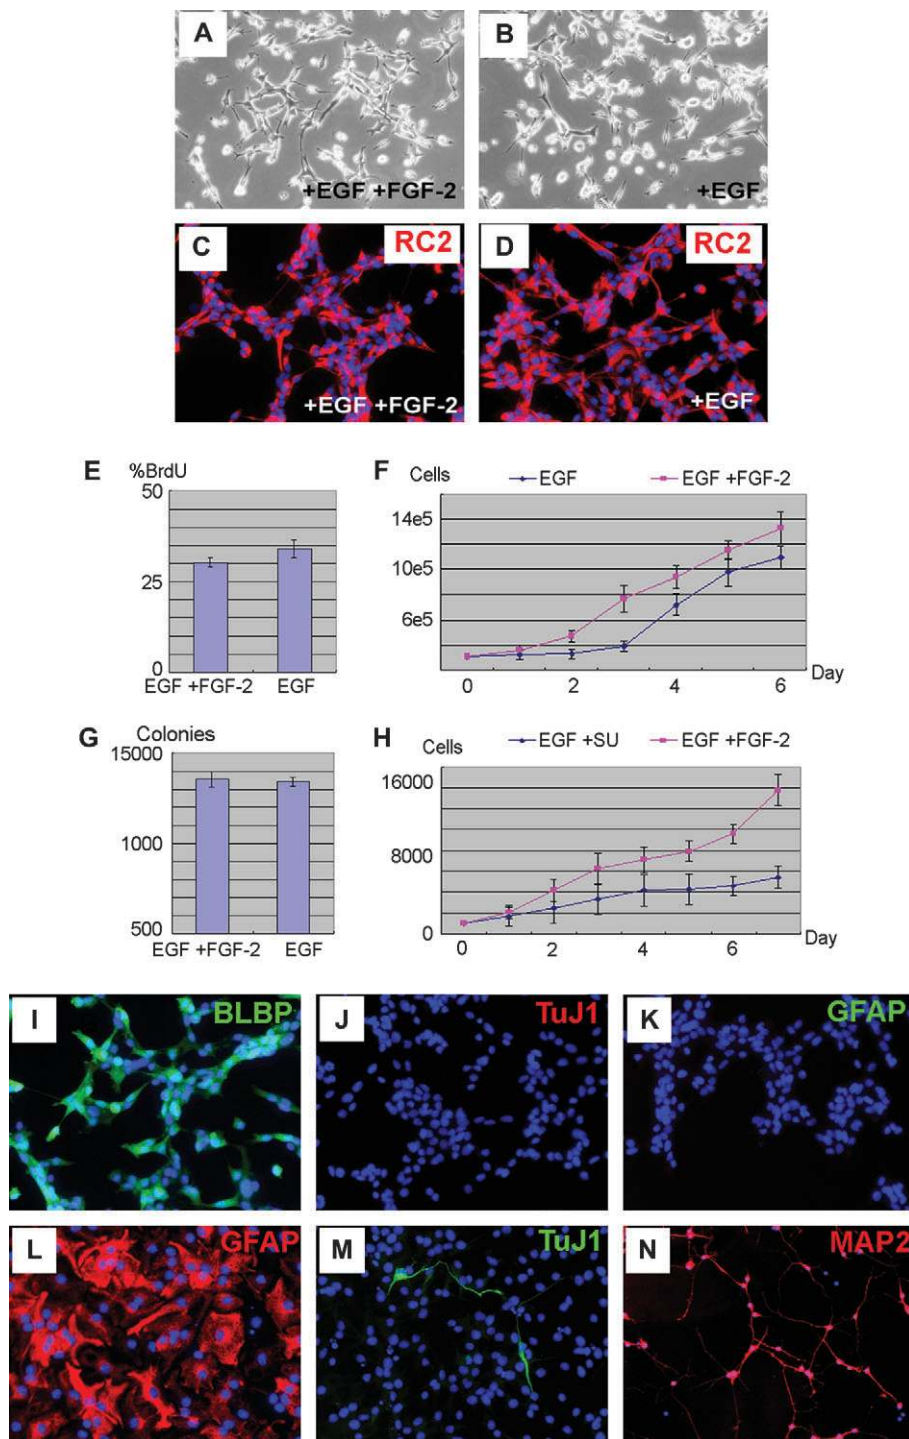 A
B
+EGF +FGF-2
+EGF
C
RC2
D
RC2
+EGF +FGF-2
+EGF
E
%BrdU
50
25
0
EGF +FGF-2
EGF
F
Cells
EGF
EGF +FGF-2
14e5
10e5
6e5
0
2
4
6
Day
G
Colonies
15000
1000
500
EGF +FGF-2
EGF
H
Cells
EGF +SU
EGF +FGF-2
16000
8000
0
0
2
4
6
Day
I
BLBP
J
TuJ1
K
GFAP
L
GFAP
M
TuJ1
N
MAP2